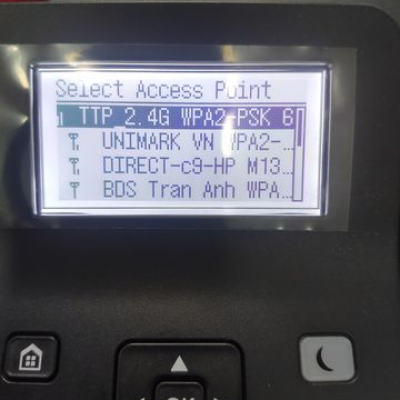 Select Access Point
TTP 2.4G WPA2-PSK 6
UNIMARK VN WPA2-...
DIRECT-c9-HP M13...
BDS Tran Anh WPA...
OK